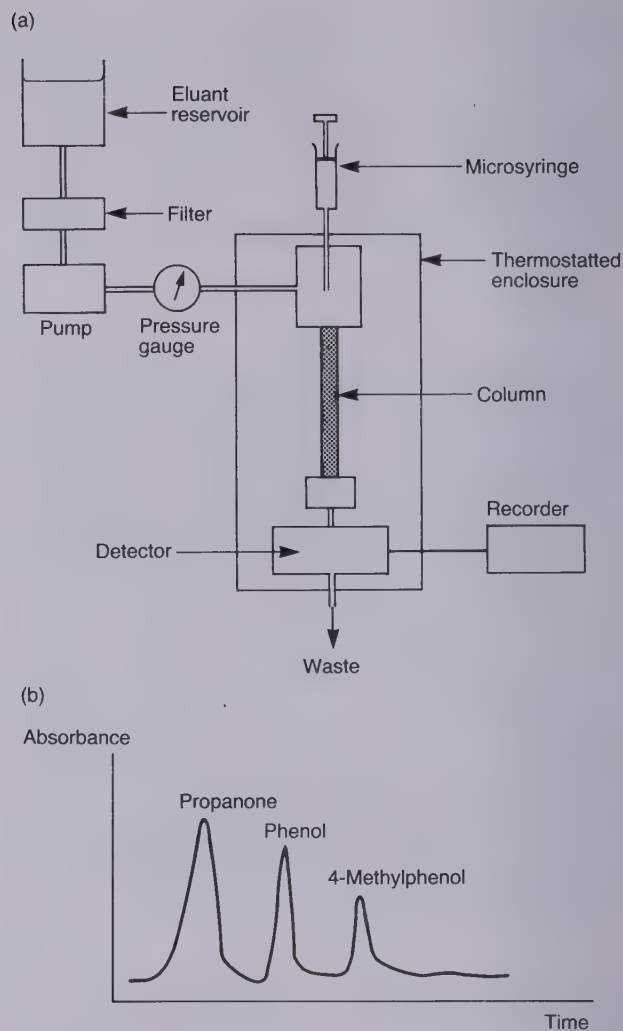 (a)
Eluant
reservoir
Microsyringe
Filter
Thermostatted
enclosure
Pump
Pressure
gauge
Column
Recorder
Detector
Waste
(b)
Absorbance
Propanone
Phenol
4-Methylphenol
Time